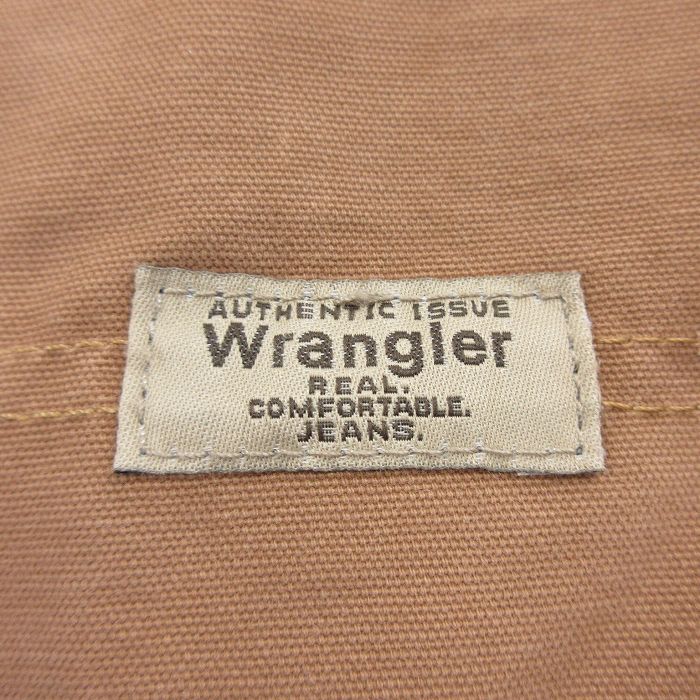 AUTHENTIC ISSUE
Wrangler
REAL.
COMFORTABLE.
JEANS.